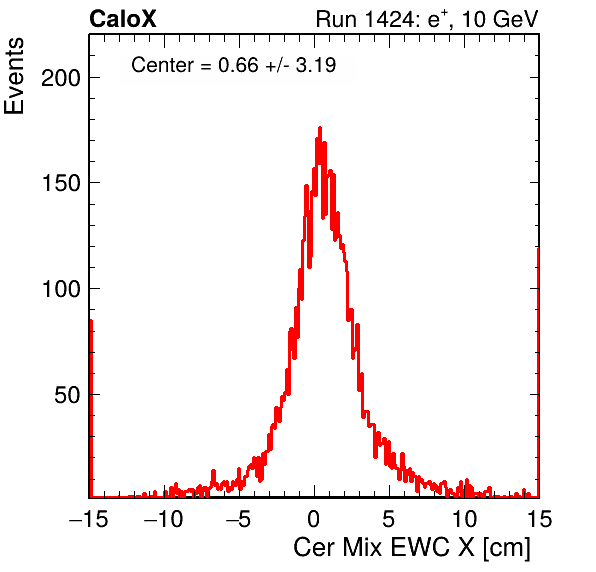 CaloX Run 1424: e⁺, 10 GeV
Events
Center = 0.66 +/- 3.19
200
150
100
50
−15 −10 −5 0 5 10 15
Cer Mix EWC X [cm]